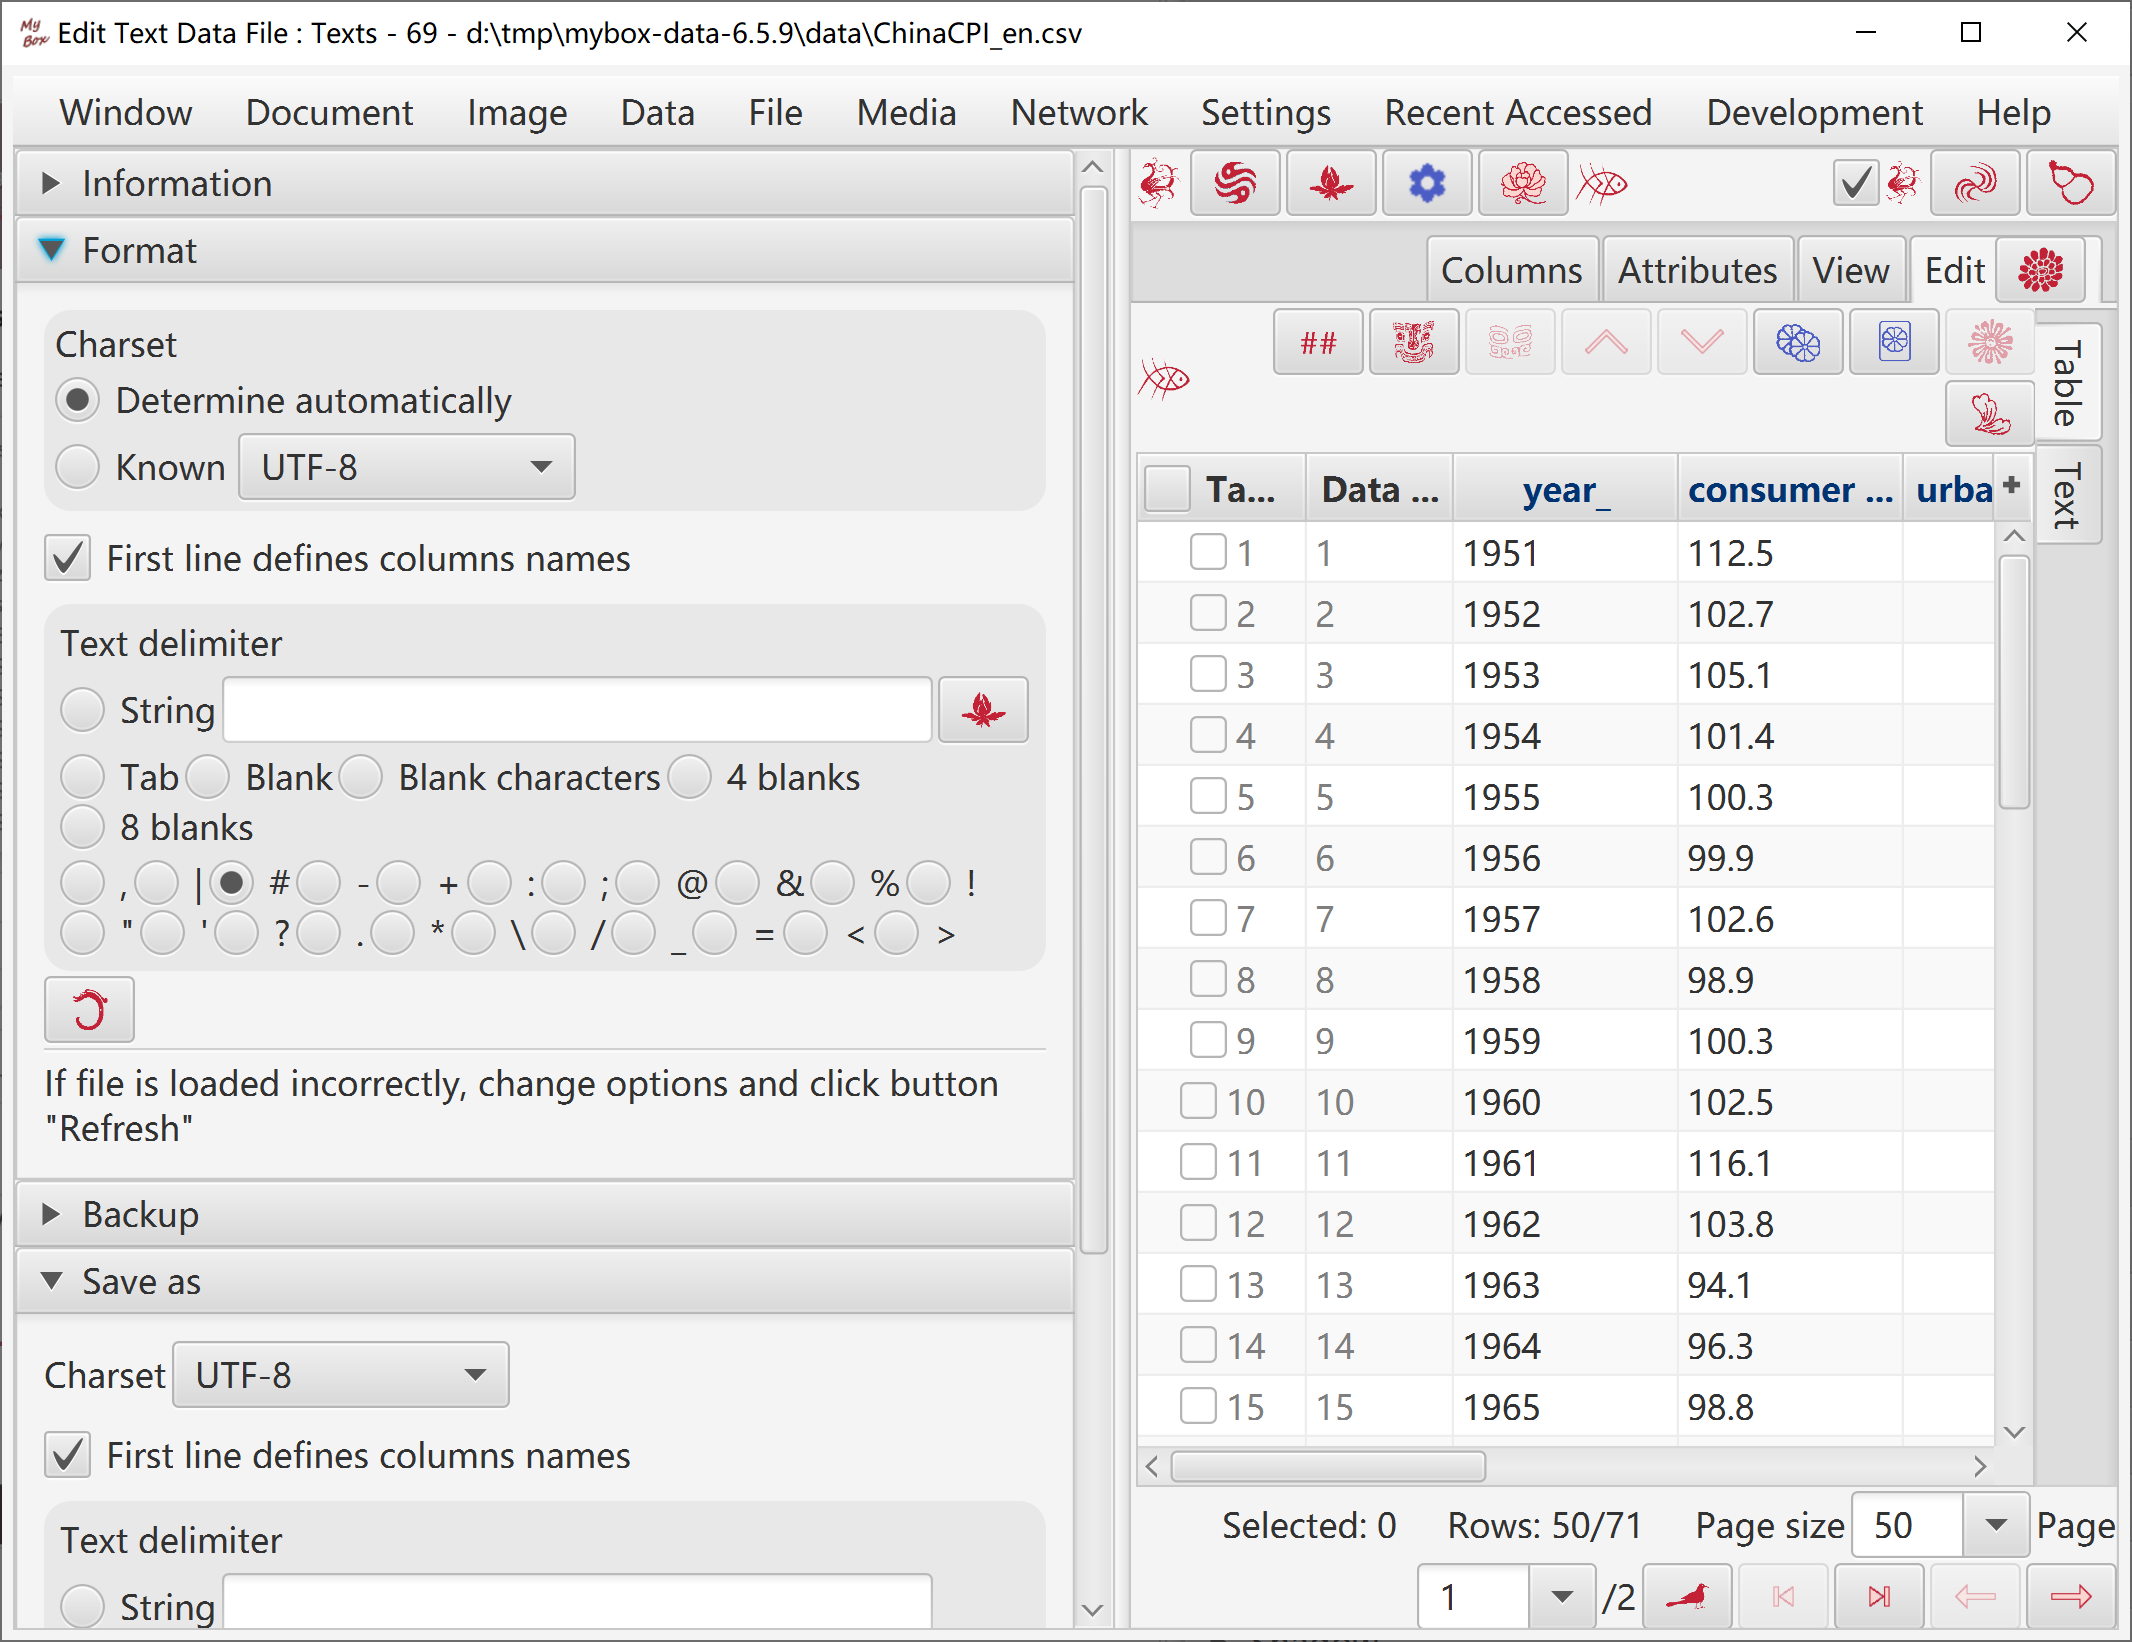 My Box Edit Text Data File : Texts - 69 - d:\tmp\mybox-data-6.5.9\data\ChinaCPI_en.csv
Window Document Image Data File Media Network Settings Recent Accessed Development Help
Information
Format
Charset
Determine automatically
Known UTF-8
First line defines columns names
Text delimiter
String
Tab Blank Blank characters 4 blanks
8 blanks
, | # - + : ; @ & % !
" ' ? . * \ / _ = < >
If file is loaded incorrectly, change options and click button
"Refresh"
Backup
Save as
Charset UTF-8
First line defines columns names
Text delimiter
String
Columns Attributes View Edit
##
Table
Text
Ta... Data ... year_ consumer ... urba +
1 1 1951 112.5
2 2 1952 102.7
3 3 1953 105.1
4 4 1954 101.4
5 5 1955 100.3
6 6 1956 99.9
7 7 1957 102.6
8 8 1958 98.9
9 9 1959 100.3
10 10 1960 102.5
11 11 1961 116.1
12 12 1962 103.8
13 13 1963 94.1
14 14 1964 96.3
15 15 1965 98.8
Selected: 0 Rows: 50/71 Page size 50 Page
1 /2